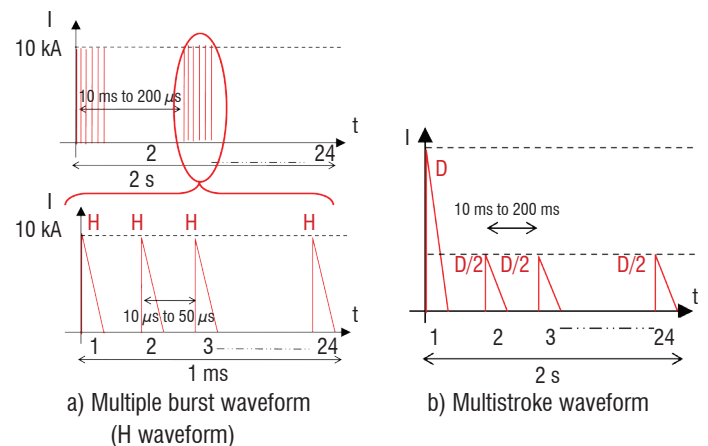 I
10 kA
10 ms to 200 µs
t
2
24
2 s
I
10 kA
H H H H
10 µs to 50 µs
t
1 2 3 24
1 ms
a) Multiple burst waveform
(H waveform)
I
D
10 ms to 200 ms
D/2 D/2 D/2
t
1 2 3 24
2 s
b) Multistroke waveform